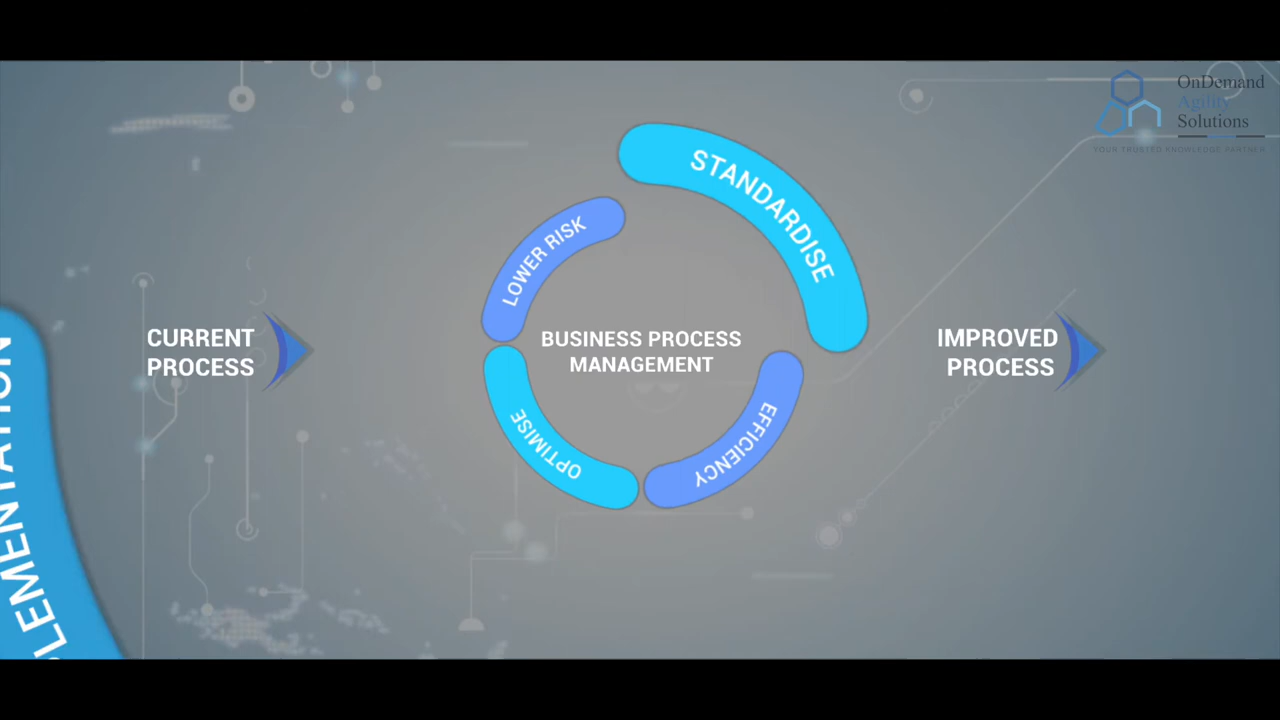 OnDemand
Agility
Solutions
YOUR TRUSTED KNOWLEDGE PARTNER
STANDARDISE
LOWER RISK
CURRENT
PROCESS
BUSINESS PROCESS
MANAGEMENT
IMPROVED
PROCESS
OPTIMISE
EFFICIENCY
LEMENTATION